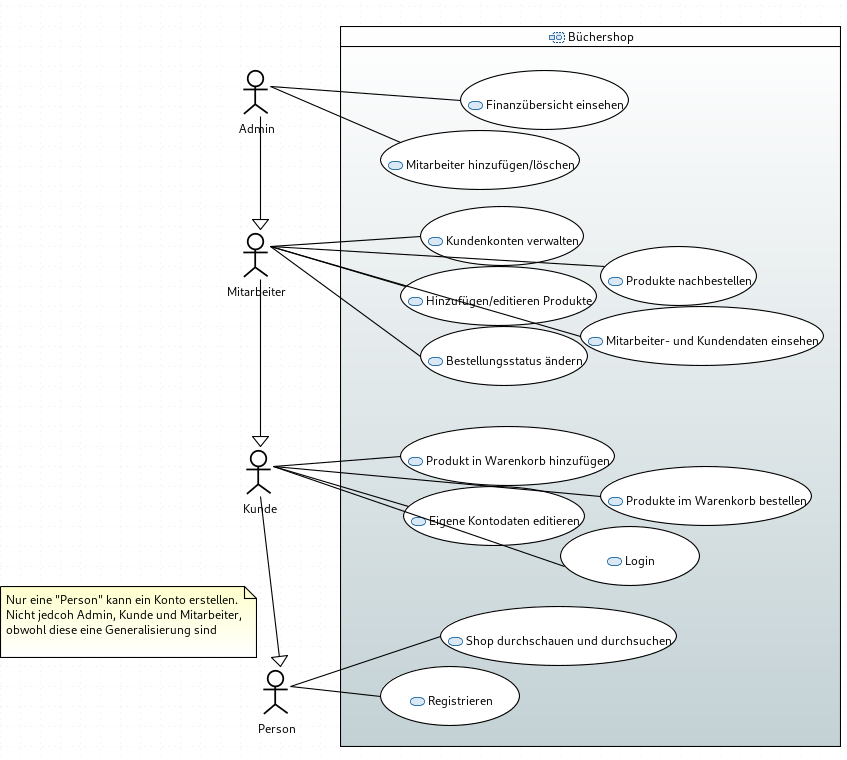 Büchershop
Admin
Finanzübersicht einsehen
Mitarbeiter hinzufügen/löschen
Mitarbeiter
Kundenkonten verwalten
Produkte nachbestellen
Hinzufügen/editieren Produkte
Mitarbeiter- und Kundendaten einsehen
Bestellungsstatus ändern
Kunde
Produkt in Warenkorb hinzufügen
Produkte im Warenkorb bestellen
Eigene Kontodaten editieren
Login
Nur eine "Person" kann ein Konto erstellen.
Nicht jedcoh Admin, Kunde und Mitarbeiter,
obwohl diese eine Generalisierung sind
Shop durchschauen und durchsuchen
Person
Registrieren